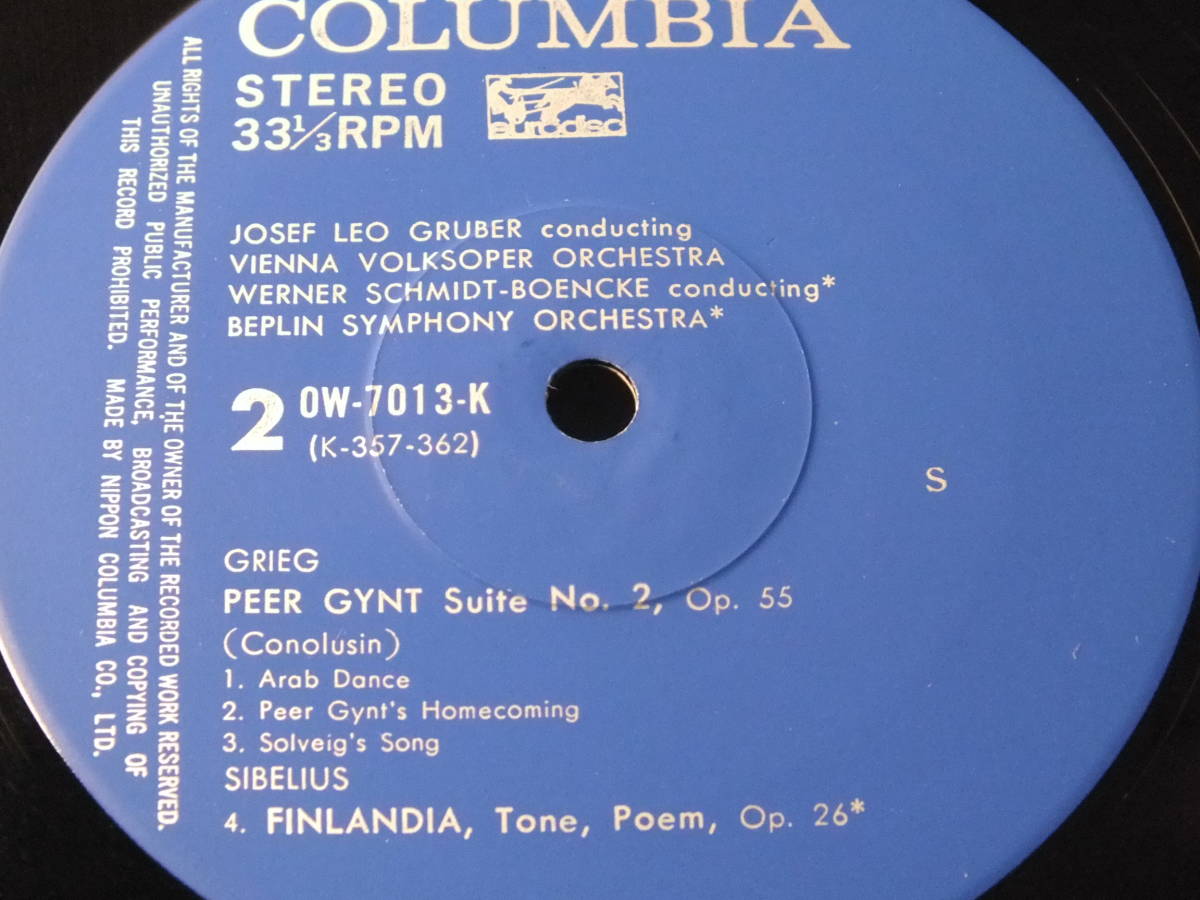 COLUMBIA
STEREO
33 1/3 RPM
eurodisc
JOSEF LEO GRUBER conducting
VIENNA VOLKSOPER ORCHESTRA
WERNER SCHMIDT-BOENCKE conducting*
BEPLIN SYMPHONY ORCHESTRA*
2 OW-7013-K
(K-357-362)
S
GRIEG
PEER GYNT Suite No. 2, Op. 55
(Conolusin)
1. Arab Dance
2. Peer Gynt's Homecoming
3. Solveig's Song
SIBELIUS
4. FINLANDIA, Tone, Poem, Op. 26*
ALL RIGHTS OF THE MANUFACTURER AND OF THE OWNER OF THE RECORDED WORK RESERVED.
UNAUTHORIZED PUBLIC PERFORMANCE, BROADCASTING AND COPYING OF
THIS RECORD PROHIBITED. MADE BY NIPPON COLUMBIA CO., LTD.